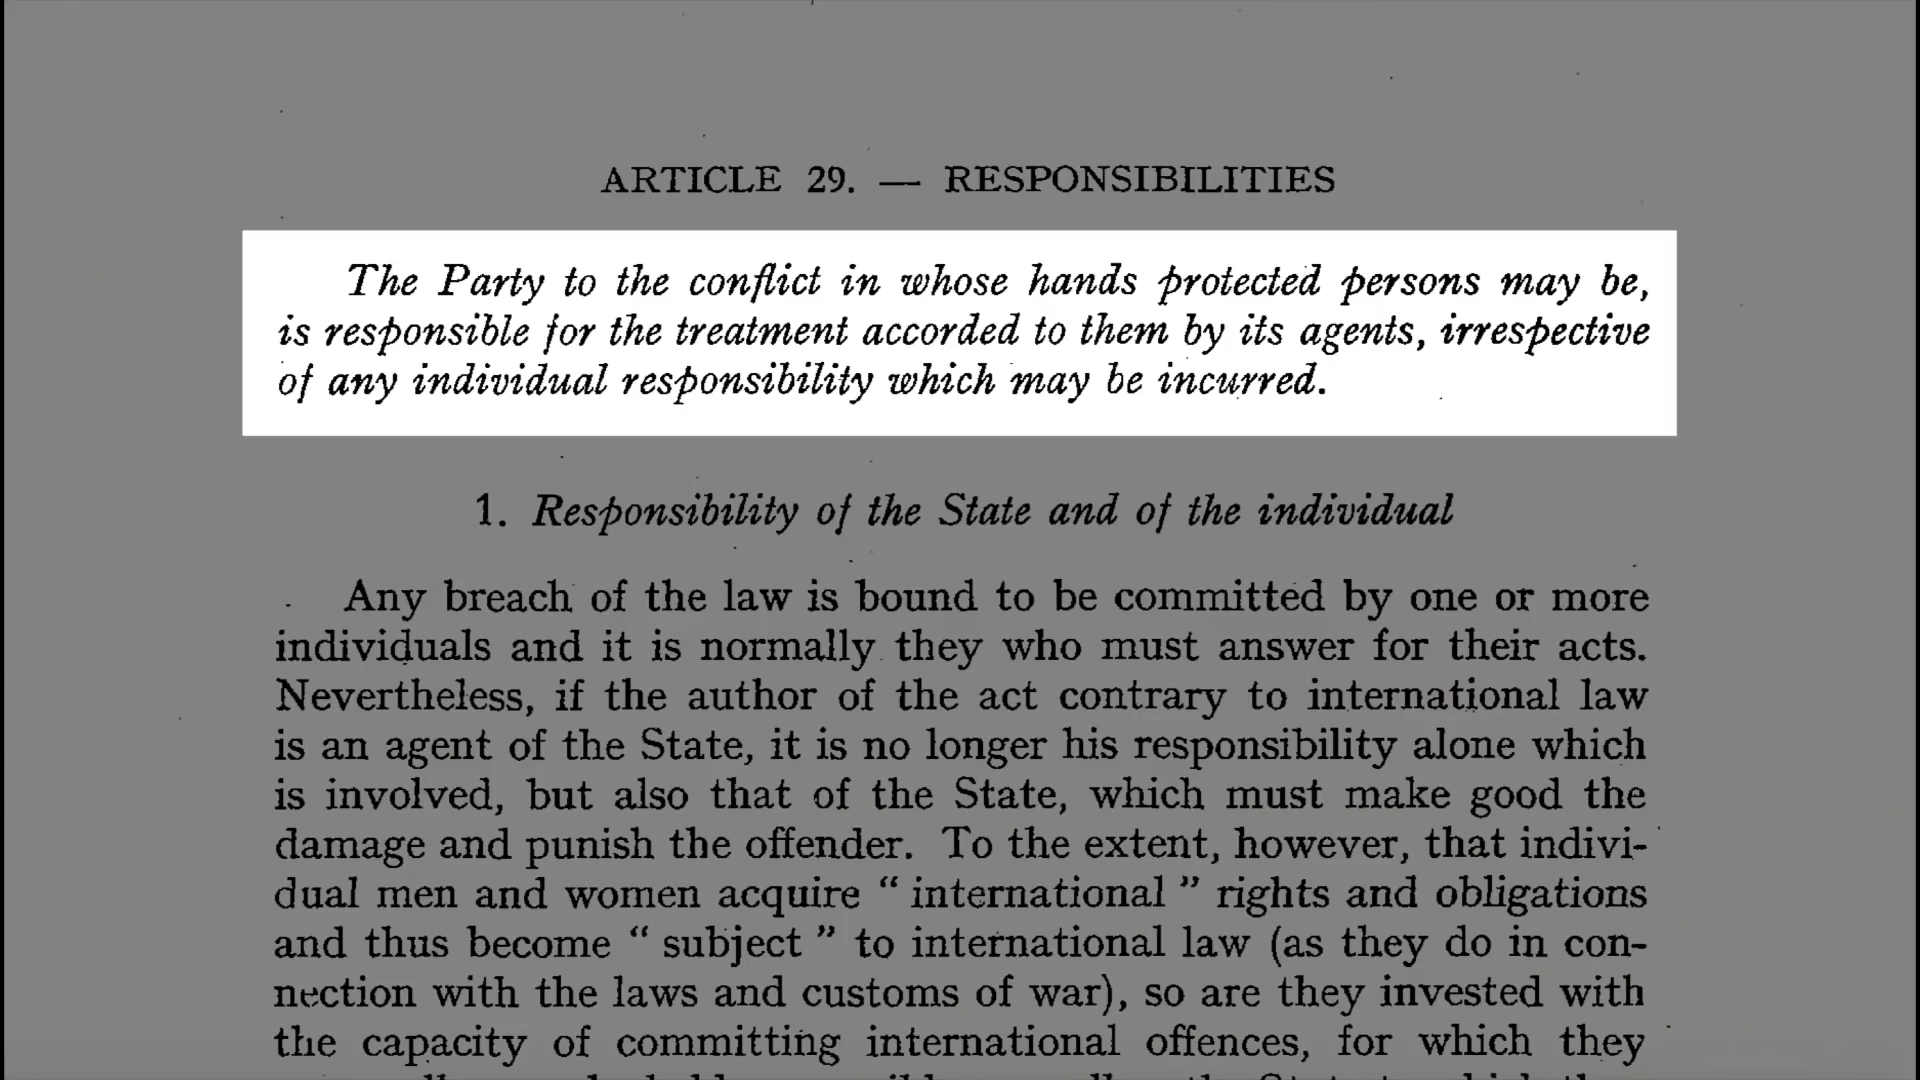 ARTICLE 29. — RESPONSIBILITIES
The Party to the conflict in whose hands protected persons may be,
is responsible for the treatment accorded to them by its agents, irrespective
of any individual responsibility which may be incurred.
1. Responsibility of the State and of the individual
Any breach of the law is bound to be committed by one or more
individuals and it is normally they who must answer for their acts.
Nevertheless, if the author of the act contrary to international law
is an agent of the State, it is no longer his responsibility alone which
is involved, but also that of the State, which must make good the
damage and punish the offender. To the extent, however, that indivi-
dual men and women acquire “ international ” rights and obligations
and thus become “ subject ” to international law (as they do in con-
nection with the laws and customs of war), so are they invested with
the capacity of committing international offences, for which they